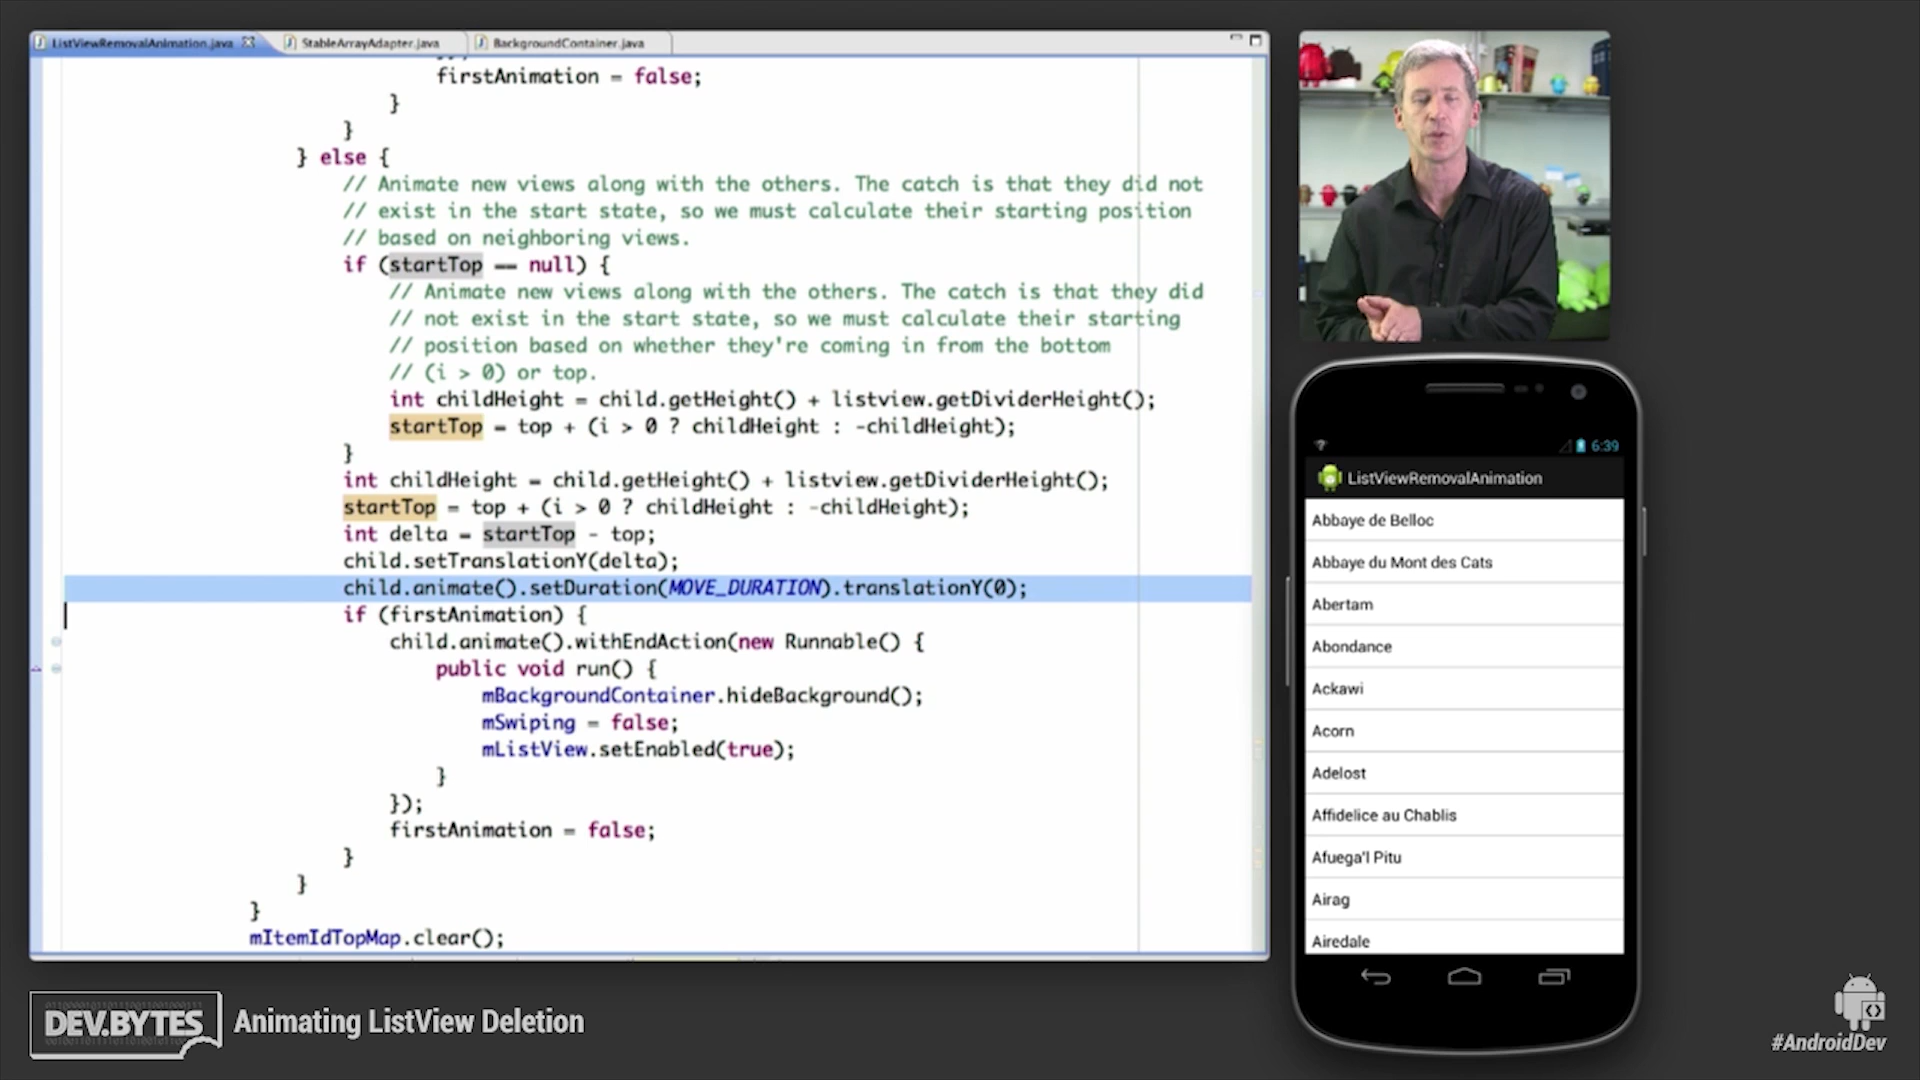 ListViewRemovalAnimation.java
StableArrayAdapter.java
BackgroundContainer.java
firstAnimation = false;
}
}
} else {
// Animate new views along with the others. The catch is that they did not
// exist in the start state, so we must calculate their starting position
// based on neighboring views.
if (startTop == null) {
// Animate new views along with the others. The catch is that they did
// not exist in the start state, so we must calculate their starting
// position based on whether they're coming in from the bottom
// (i > 0) or top.
int childHeight = child.getHeight() + listview.getDividerHeight();
startTop = top + (i > 0 ? childHeight : -childHeight);
}
int childHeight = child.getHeight() + listview.getDividerHeight();
startTop = top + (i > 0 ? childHeight : -childHeight);
int delta = startTop - top;
child.setTranslationY(delta);
child.animate().setDuration(MOVE_DURATION).translationY(0);
if (firstAnimation) {
child.animate().withEndAction(new Runnable() {
public void run() {
mBackgroundContainer.hideBackground();
mSwiping = false;
mListView.setEnabled(true);
}
});
firstAnimation = false;
}
}
}
mItemIdTopMap.clear();
6:39
ListViewRemovalAnimation
Abbaye de Belloc
Abbaye du Mont des Cats
Abertam
Abondance
Ackawi
Acorn
Adelost
Affidelice au Chablis
Afuega'l Pitu
Airag
Airedale
DEV.BYTES
Animating ListView Deletion
#AndroidDev